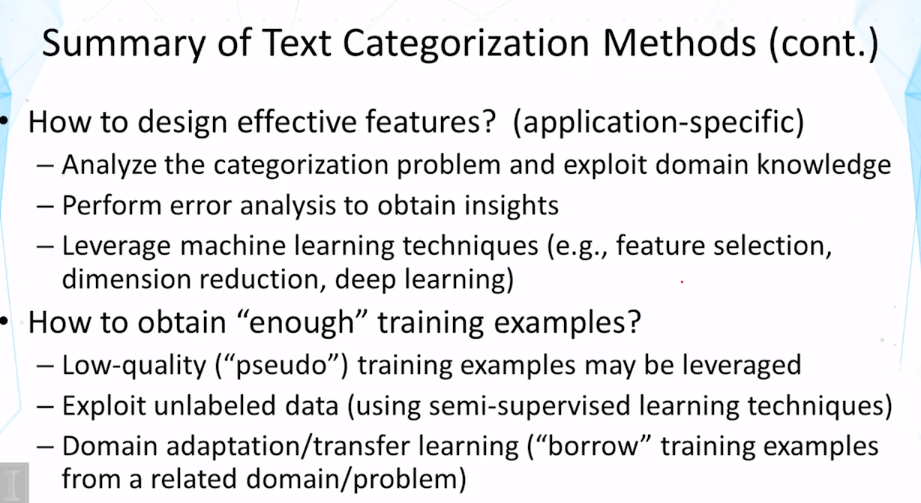 Summary of Text Categorization Methods (cont.)
• How to design effective features? (application-specific)
– Analyze the categorization problem and exploit domain knowledge
– Perform error analysis to obtain insights
– Leverage machine learning techniques (e.g., feature selection,
dimension reduction, deep learning)
• How to obtain “enough” training examples?
– Low-quality (“pseudo”) training examples may be leveraged
– Exploit unlabeled data (using semi-supervised learning techniques)
– Domain adaptation/transfer learning (“borrow” training examples
from a related domain/problem)
I